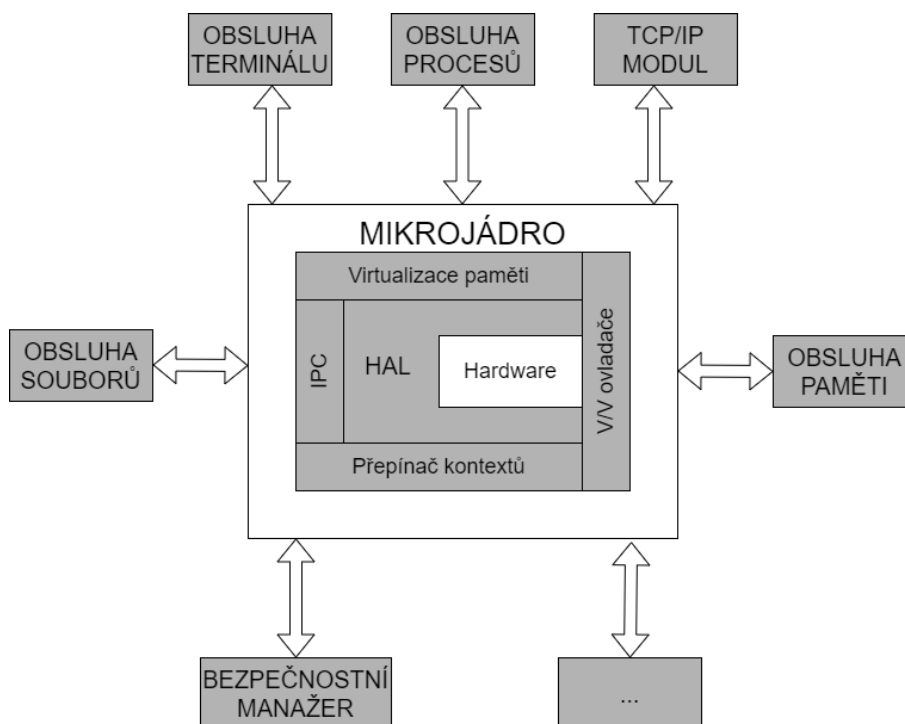 OBSLUHA
TERMINÁLU
OBSLUHA
PROCESŮ
TCP/IP
MODUL
MIKROJÁDRO
Virtualizace paměti
OBSLUHA
SOUBORŮ
IPC
HAL
Hardware
V/V ovladače
OBSLUHA
PAMĚTI
Přepínač kontextů
BEZPEČNOSTNÍ
MANAŽER
...